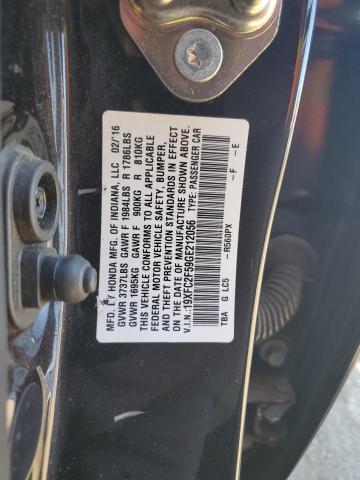 MFD. BY HONDA MFG. OF INDIANA, LLC 02/16
GVWR 3737LBS GAWR F 1984LBS R 1786LBS
GVWR 1695KG GAWR F 900KG R 810KG
THIS VEHICLE CONFORMS TO ALL APPLICABLE
FEDERAL MOTOR VEHICLE SAFETY, BUMPER,
AND THEFT PREVENTION STANDARDS IN EFFECT
ON THE DATE OF MANUFACTURE SHOWN ABOVE.
V.I.N.:19XFC2F59GE212056 TYPE: PASSENGER CAR
TBA G LC5 -R560PX -F -E